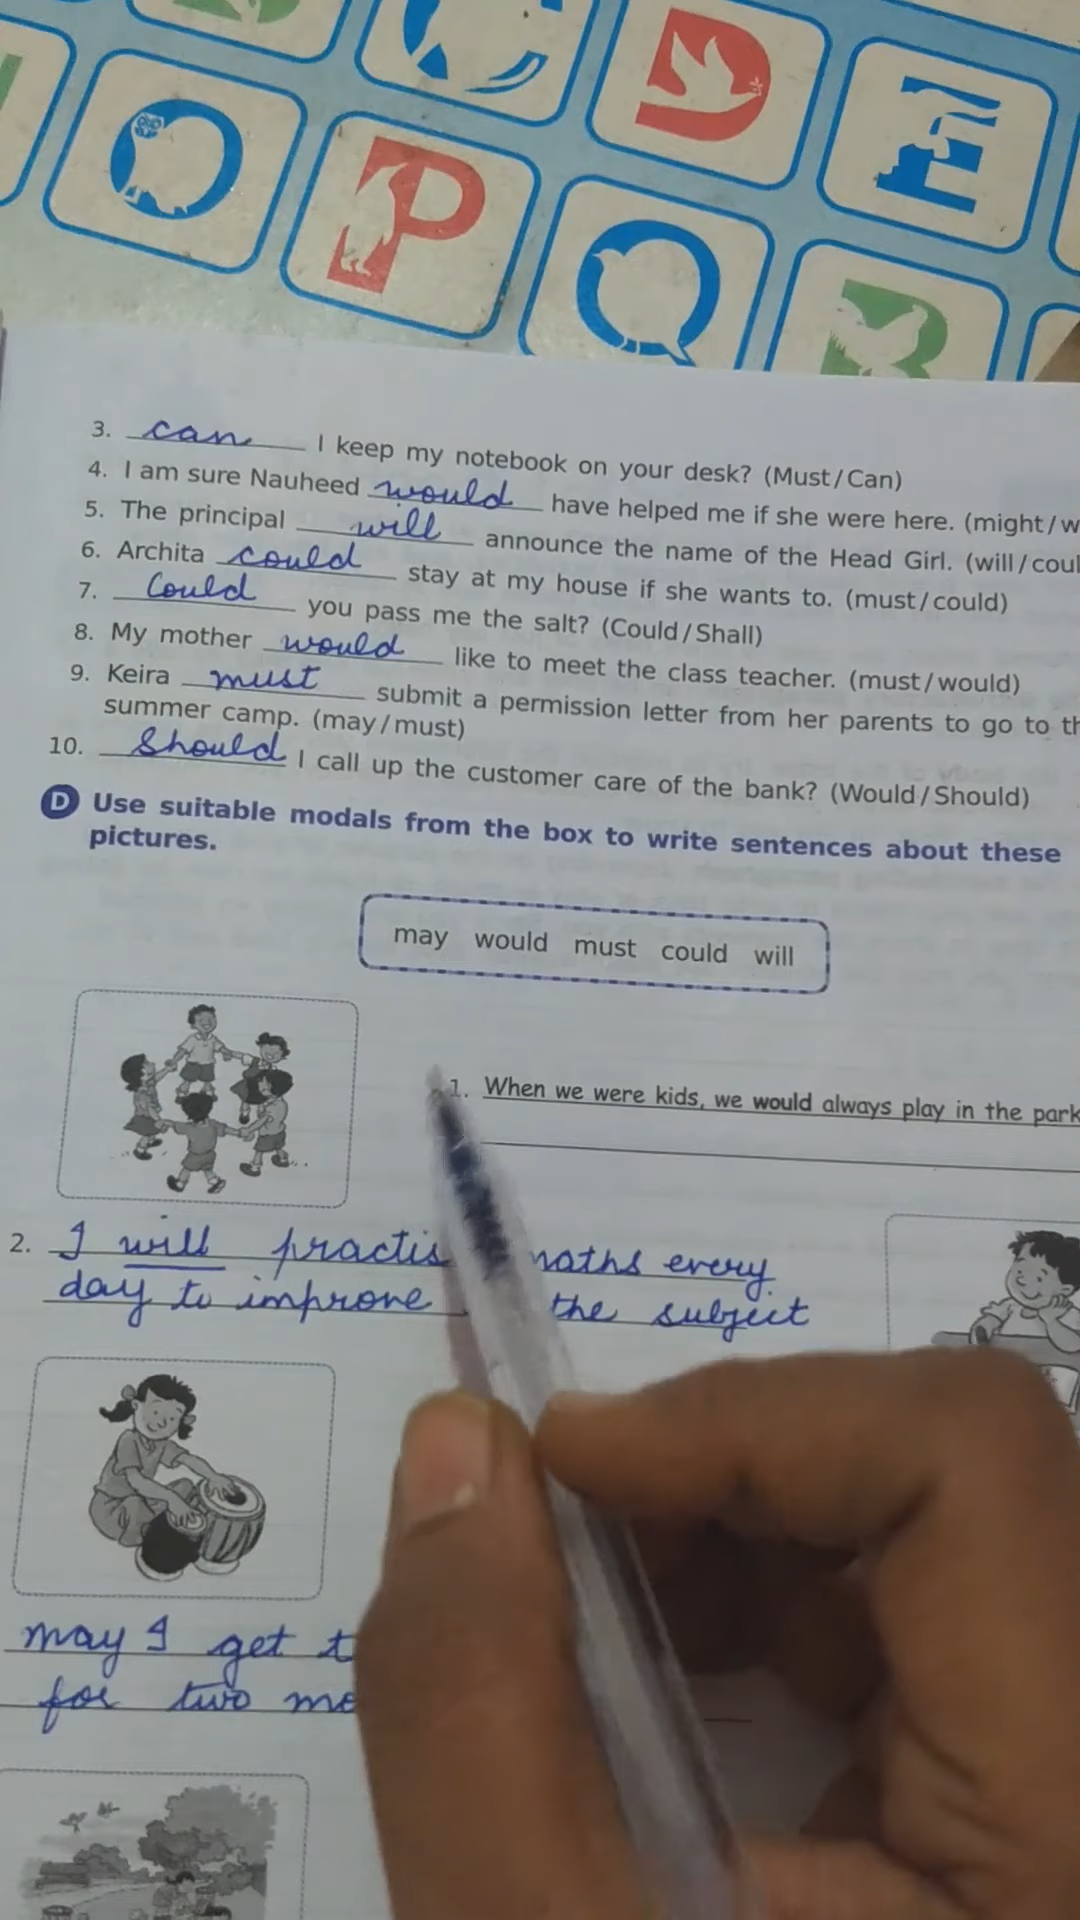 D E
O P Q R
3. can I keep my notebook on your desk? (Must/Can)
4. I am sure Nauheed would have helped me if she were here. (might/w
5. The principal will announce the name of the Head Girl. (will/coul
6. Archita could stay at my house if she wants to. (must/could)
7. Could you pass me the salt? (Could/Shall)
8. My mother would like to meet the class teacher. (must/would)
9. Keira must submit a permission letter from her parents to go to th
summer camp. (may/must)
10. Should I call up the customer care of the bank? (Would/Should)
D Use suitable modals from the box to write sentences about these
pictures.
may would must could will
1. When we were kids, we would always play in the park
2. I will practis maths every
day to improve the subject
may I get t
for two mo